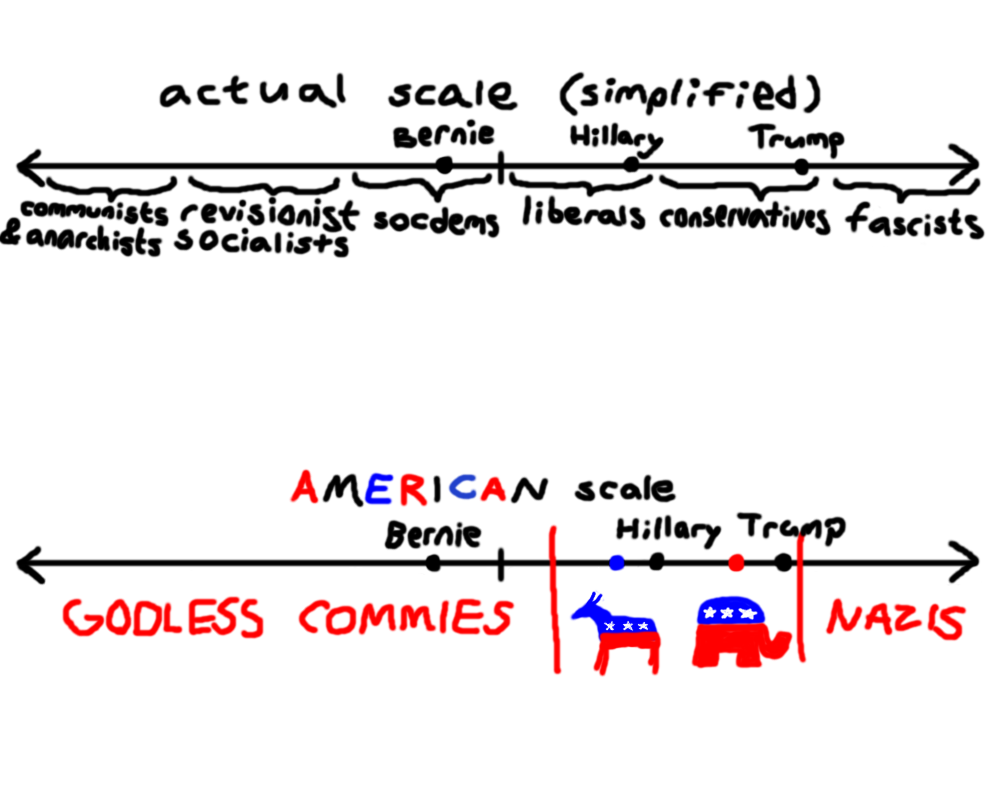 actual scale (simplified)
Bernie Hillary Trump
communists revisionist socdems liberals conservatives fascists
& anarchists socialists
AMERICAN scale
Bernie Hillary Trump
GODLESS COMMIES NAZIS